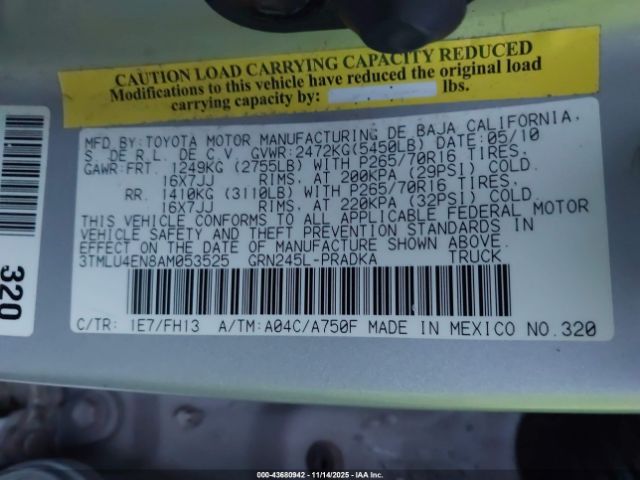 CAUTION LOAD CARRYING CAPACITY REDUCED
Modifications to this vehicle have reduced the original load
carrying capacity by: lbs.
MFD.BY:TOYOTA MOTOR MANUFACTURING DE BAJA CALIFORNIA,
S. DE R.L. DE C.V. GVWR:2472KG(5450LB) DATE:05/10
GAWR:FRT. 1249KG (2755LB) WITH P265/70R16 TIRES,
16X7JJ RIMS, AT 200KPA (29PSI) COLD.
RR. 1410KG (3110LB) WITH P265/70R16 TIRES,
16X7JJ RIMS, AT 220KPA (32PSI) COLD.
THIS VEHICLE CONFORMS TO ALL APPLICABLE FEDERAL MOTOR
VEHICLE SAFETY AND THEFT PREVENTION STANDARDS IN
EFFECT ON THE DATE OF MANUFACTURE SHOWN ABOVE.
3TMLU4EN8AM053525 GRN245L-PRADKA TRUCK
C/TR: 1E7/FH13 A/TM:A04C/A750F MADE IN MEXICO NO.320
320
000-43680942 - 11/14/2025 - IAAI, Inc.